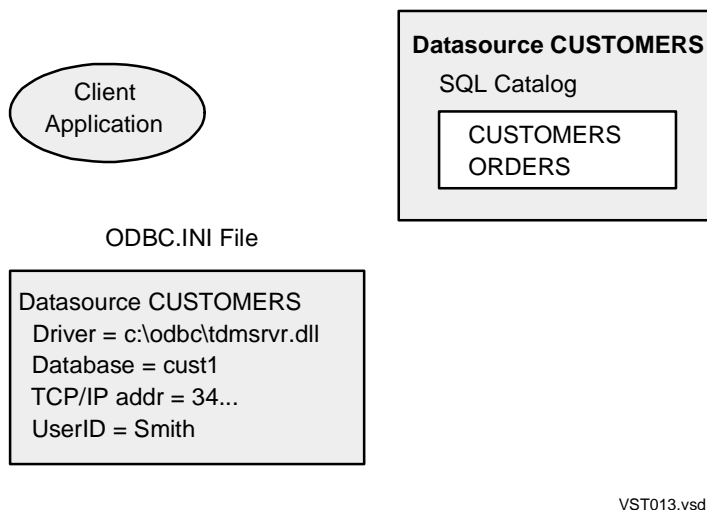 Client
Application
Datasource CUSTOMERS
SQL Catalog
CUSTOMERS
ORDERS
ODBC.INI File
Datasource CUSTOMERS
Driver = c:\odbc\tdmsrvr.dll
Database = cust1
TCP/IP addr = 34...
UserID = Smith
VST013.vsd